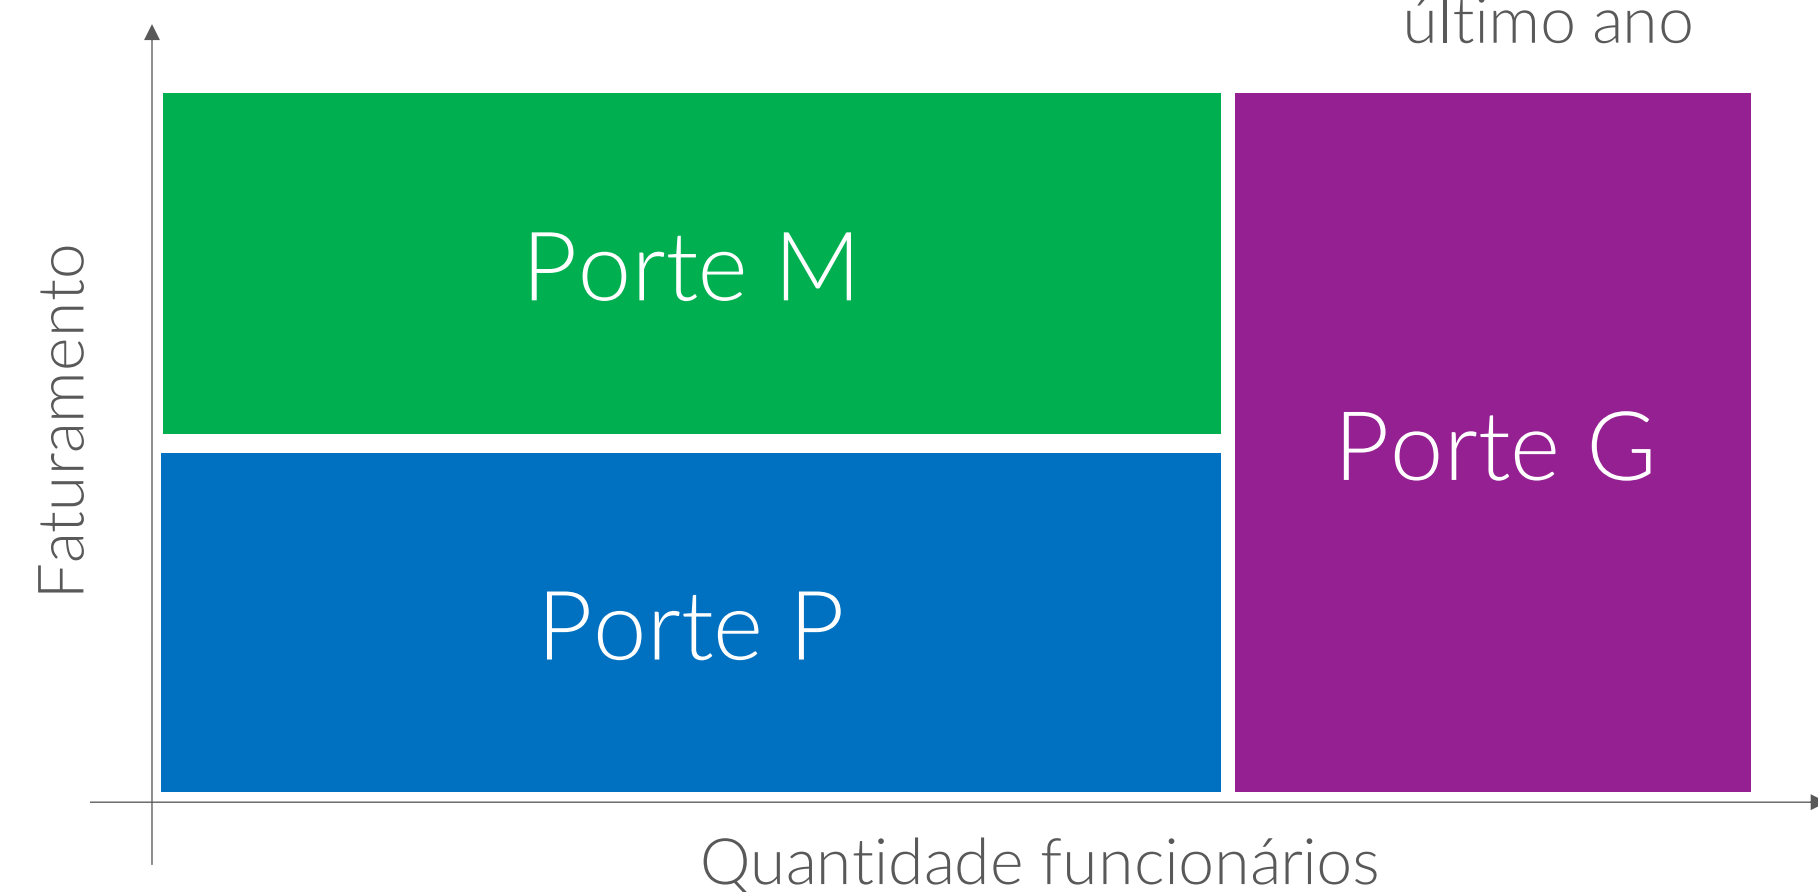 último ano
Porte M
Faturamento
Porte G
Porte P
Quantidade funcionários